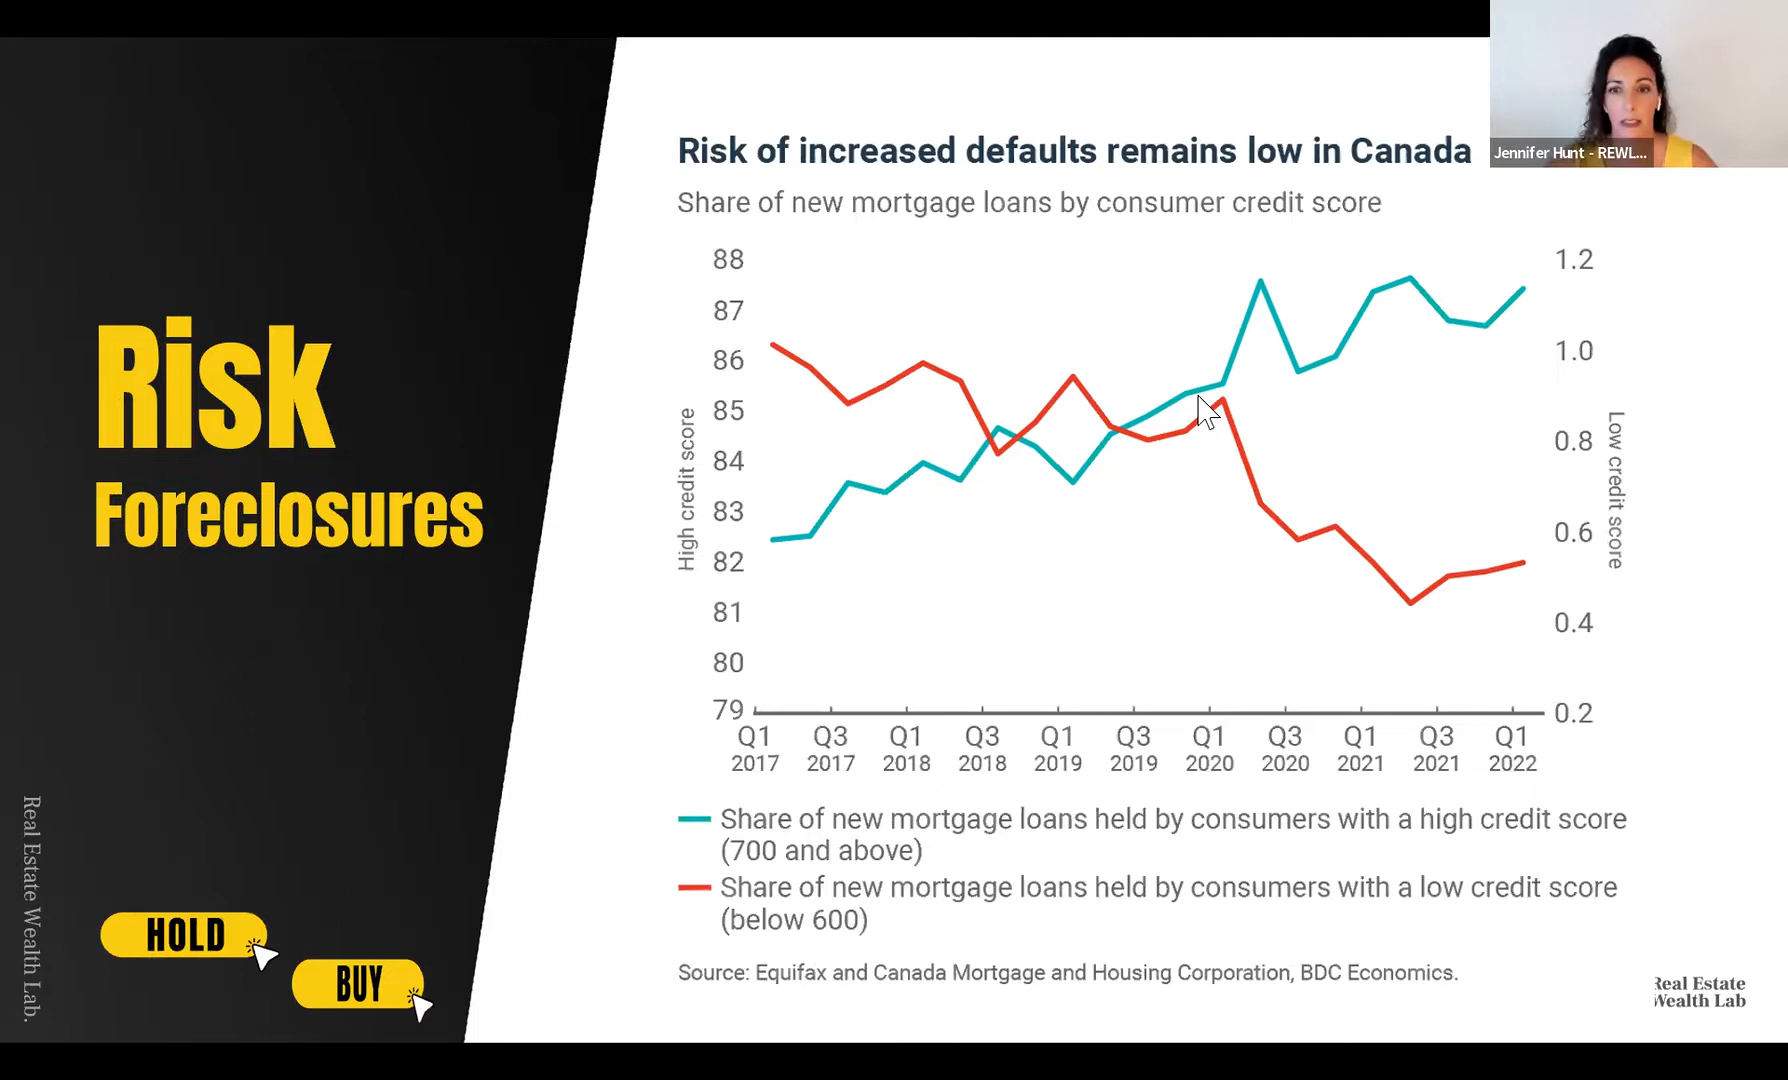 Jennifer Hunt - REWL...
Risk
Foreclosures
HOLD
BUY
Real Estate Wealth Lab.
Risk of increased defaults remains low in Canada
Share of new mortgage loans by consumer credit score
High credit score
88
87
86
85
84
83
82
81
80
79
1.2
1.0
0.8
0.6
0.4
0.2
Low credit score
Q1 Q3 Q1 Q3 Q1 Q3 Q1 Q3 Q1 Q3 Q1
2017 2017 2018 2018 2019 2019 2020 2020 2021 2021 2022
Share of new mortgage loans held by consumers with a high credit score
(700 and above)
Share of new mortgage loans held by consumers with a low credit score
(below 600)
Source: Equifax and Canada Mortgage and Housing Corporation, BDC Economics.
Real Estate
Wealth Lab